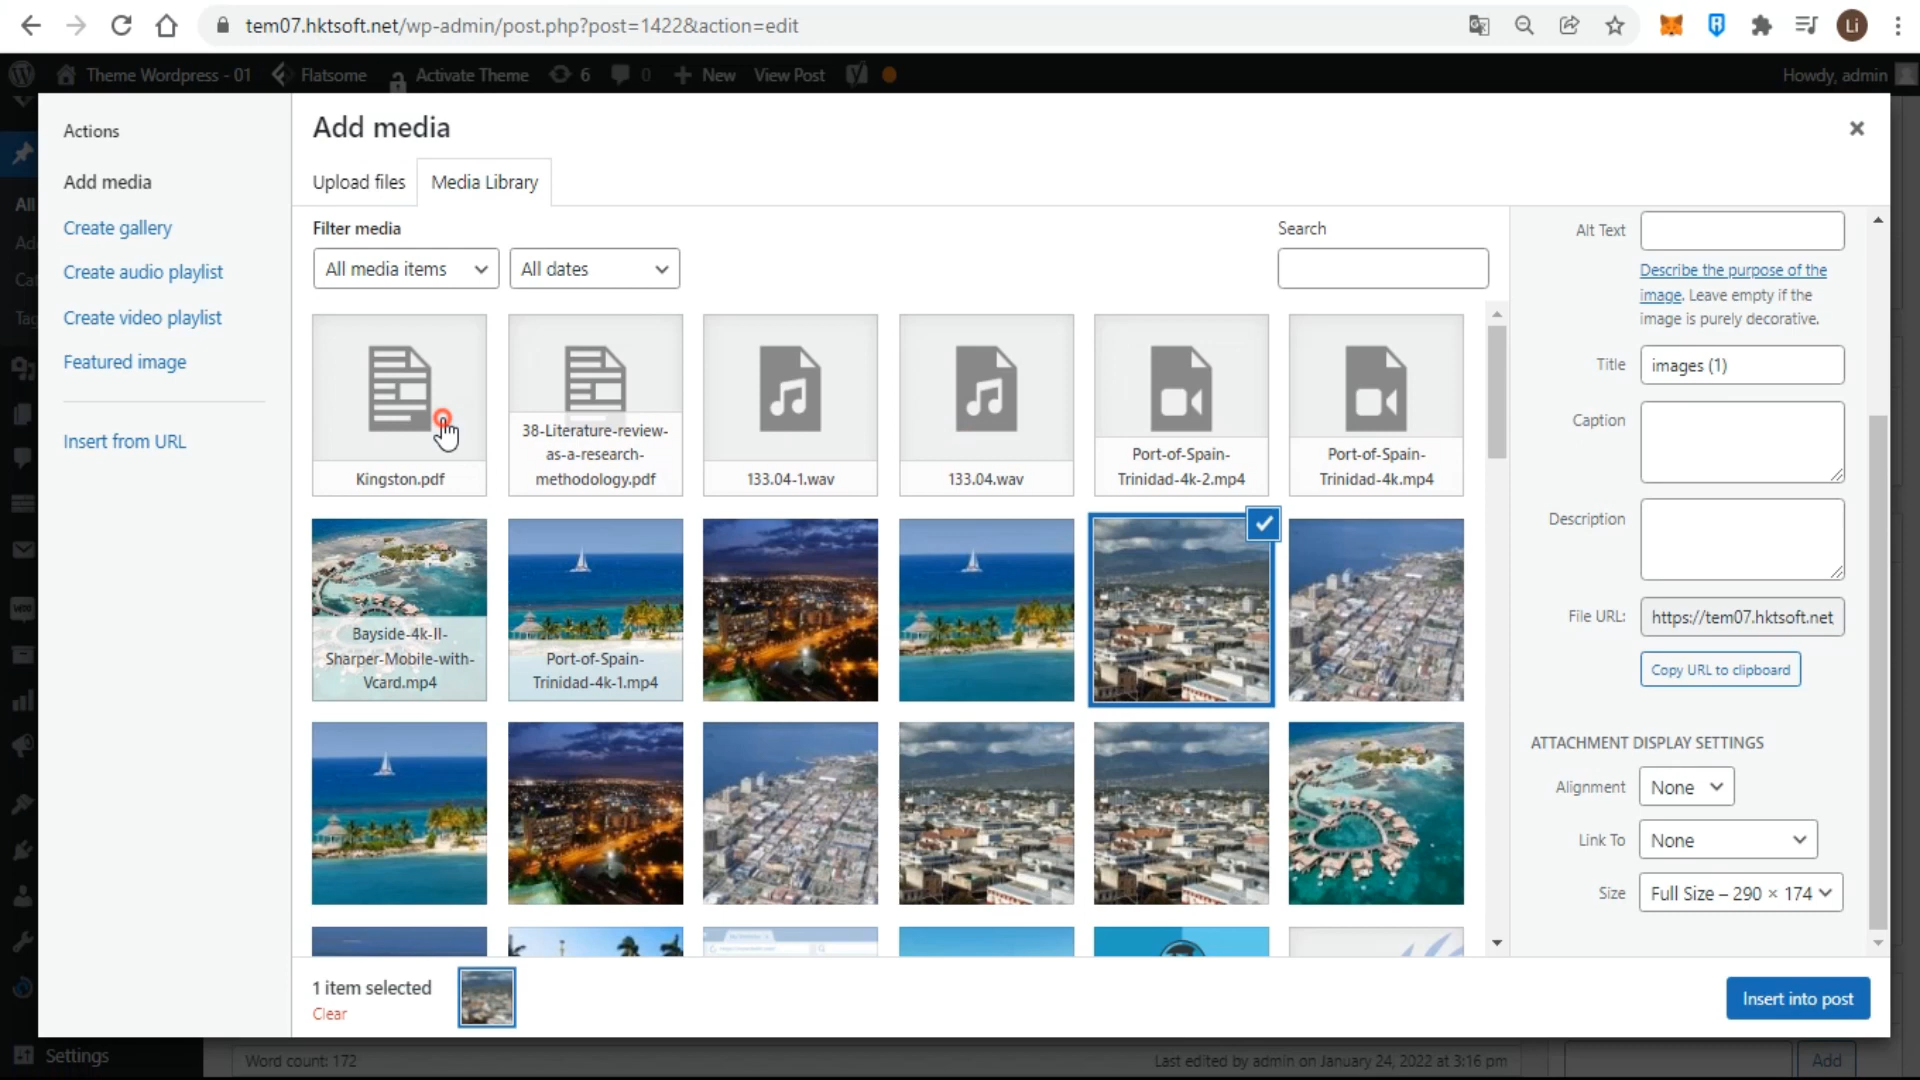 tem07.hktsoft.net/wp-admin/post.php?post=1422&action=edit
Li
Theme Wordpress - 01
Flatsome
Activate Theme
6
0
New
View Post
Howdy, admin
Actions
Add media
Create gallery
Create audio playlist
Create video playlist
Featured image
Insert from URL
Add media
Upload files
Media Library
Filter media
All media items
All dates
Search
Kingston.pdf
38-Literature-review-
as-a-research-
methodology.pdf
133.04-1.wav
133.04.wav
Port-of-Spain-
Trinidad-4k-2.mp4
Port-of-Spain-
Trinidad-4k.mp4
Bayside-4k-II-
Sharper-Mobile-with-
Vcard.mp4
Port-of-Spain-
Trinidad-4k-1.mp4
Alt Text
Describe the purpose of the
image. Leave empty if the
image is purely decorative.
Title
images (1)
Caption
Description
File URL:
https://tem07.hktsoft.net
Copy URL to clipboard
ATTACHMENT DISPLAY SETTINGS
Alignment
None
Link To
None
Size
Full Size – 290 × 174
1 item selected
Clear
Insert into post
All
Settings
Word count: 172
Last edited by admin on January 24, 2022 at 3:16 pm
Add